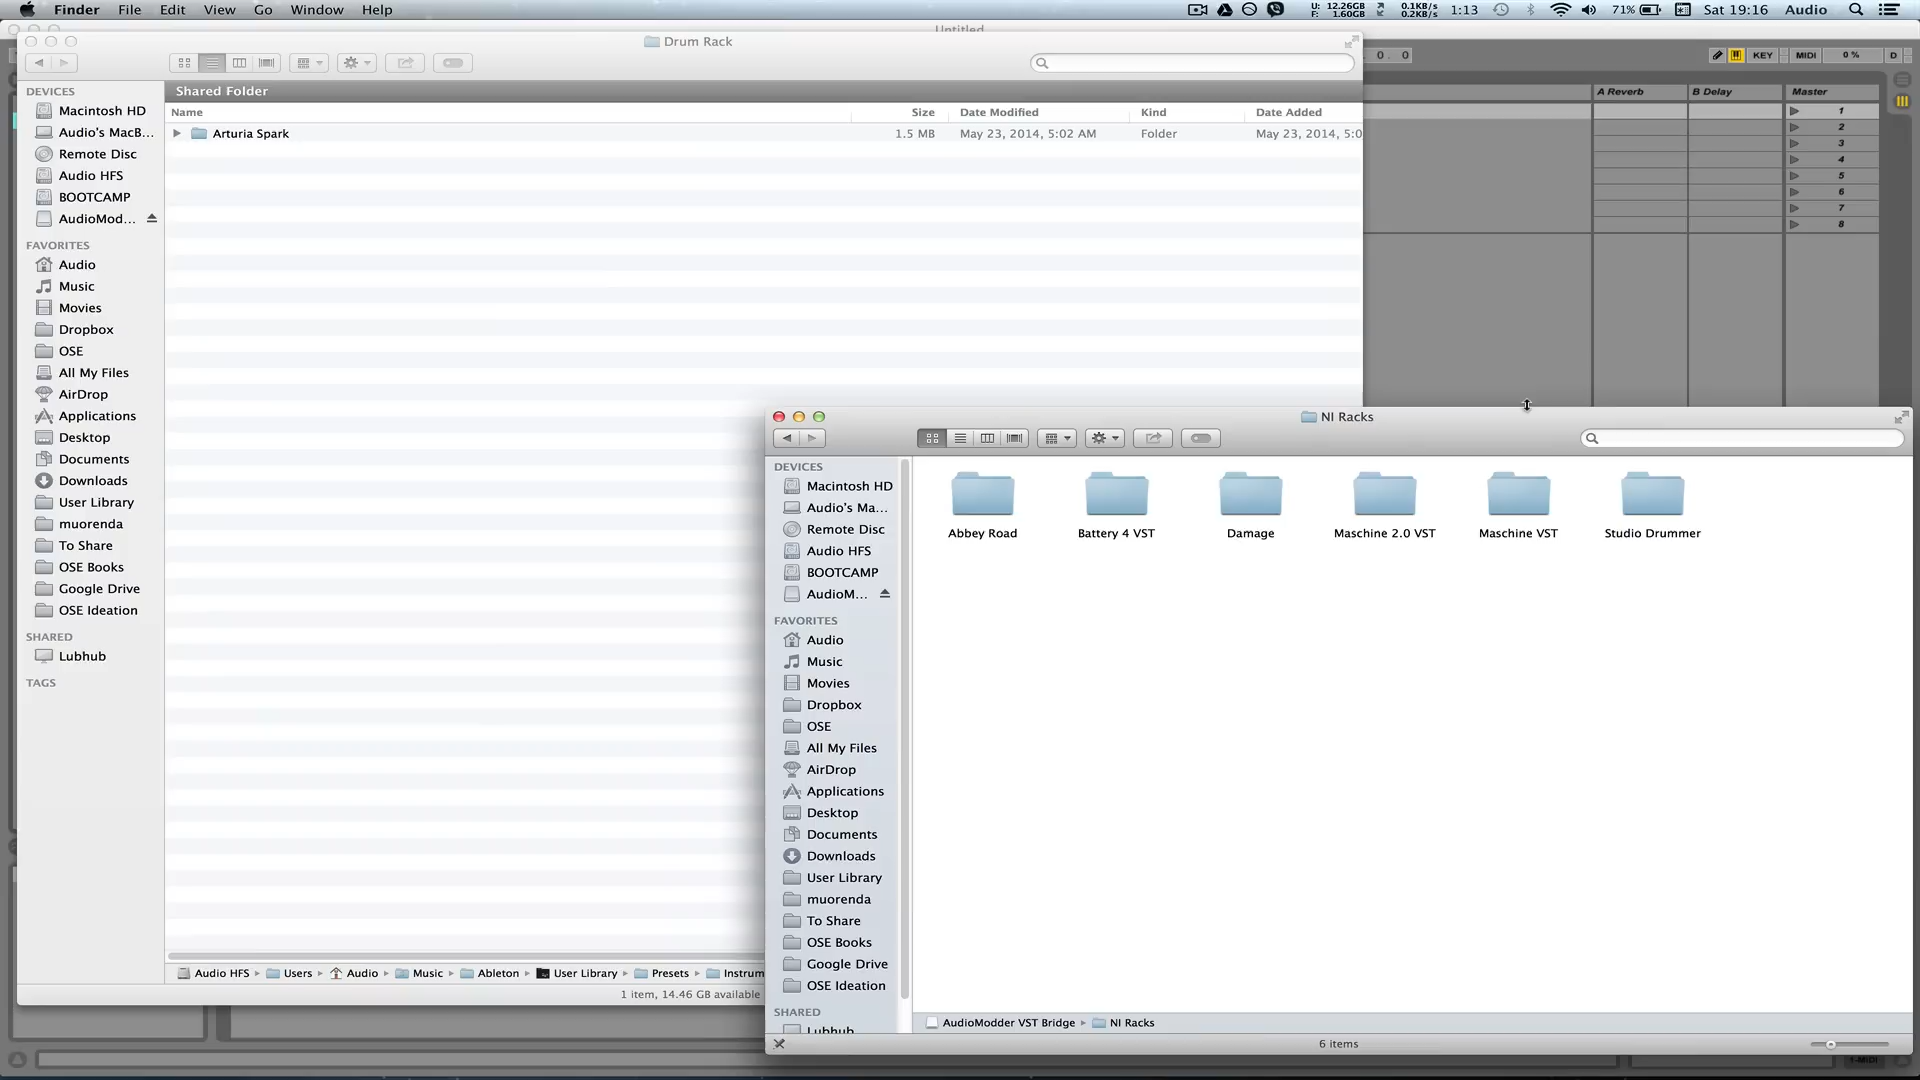 Finder File Edit View Go Window Help
U: 12.26GB F: 1.60GB 0.1KB/s 0.2KB/s 1:13 71% Sat 19:16 Audio
Untitled
Drum Rack
0 . 0
KEY MIDI 0 % D
Shared Folder
Name Size Date Modified Kind Date Added
Arturia Spark 1.5 MB May 23, 2014, 5:02 AM Folder May 23, 2014, 5:0
DEVICES
Macintosh HD
Audio's MacB...
Remote Disc
Audio HFS
BOOTCAMP
AudioMod...
FAVORITES
Audio
Music
Movies
Dropbox
OSE
All My Files
AirDrop
Applications
Desktop
Documents
Downloads
User Library
muorenda
To Share
OSE Books
Google Drive
OSE Ideation
SHARED
Lubhub
TAGS
Audio HFS Users Audio Music Ableton User Library Presets Instrum
1 item, 14.46 GB available
A Reverb B Delay Master
1
2
3
4
5
6
7
8
NI Racks
DEVICES
Macintosh HD
Audio's Ma...
Remote Disc
Audio HFS
BOOTCAMP
AudioM...
FAVORITES
Audio
Music
Movies
Dropbox
OSE
All My Files
AirDrop
Applications
Desktop
Documents
Downloads
User Library
muorenda
To Share
OSE Books
Google Drive
OSE Ideation
SHARED
Lubhub
Abbey Road Battery 4 VST Damage Maschine 2.0 VST Maschine VST Studio Drummer
AudioModder VST Bridge NI Racks
6 items
1-MIDI